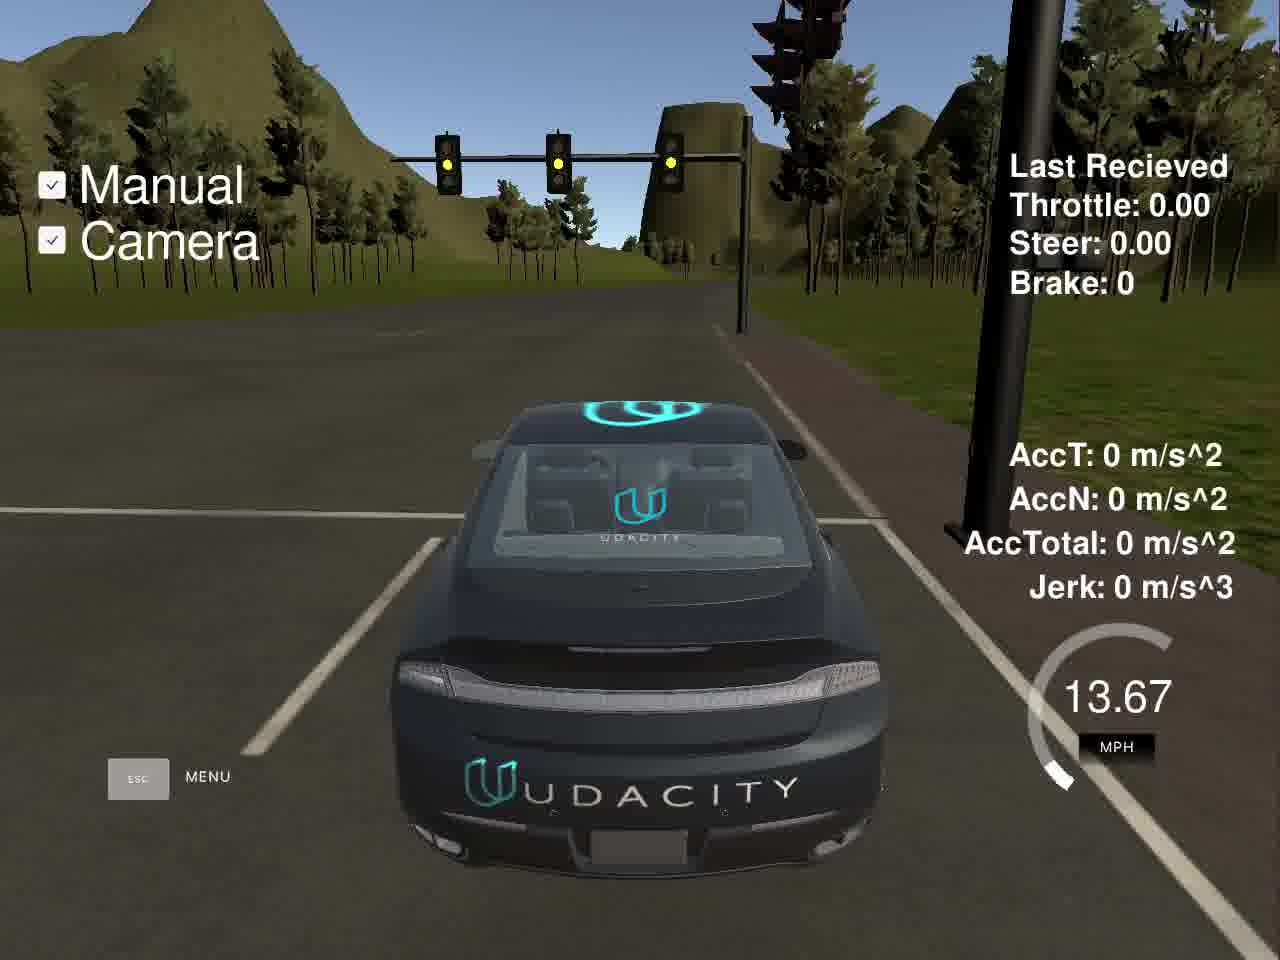 Manual
Camera
Last Recieved
Throttle: 0.00
Steer: 0.00
Brake: 0
AccT: 0 m/s^2
AccN: 0 m/s^2
AccTotal: 0 m/s^2
Jerk: 0 m/s^3
UDACITY
13.67
MPH
ESC
MENU
UDACITY